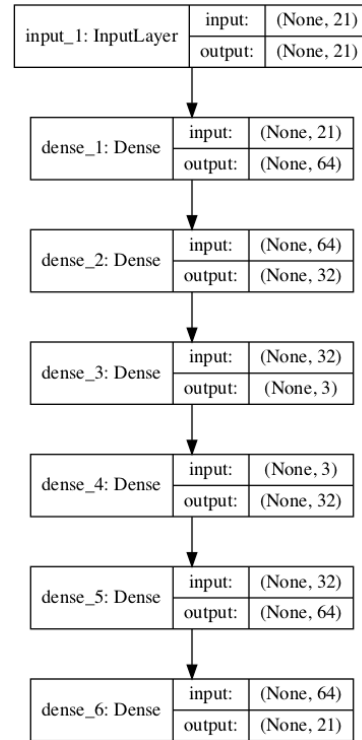 input_1: InputLayer input: (None, 21)
output: (None, 21)
dense_1: Dense input: (None, 21)
output: (None, 64)
dense_2: Dense input: (None, 64)
output: (None, 32)
dense_3: Dense input: (None, 32)
output: (None, 3)
dense_4: Dense input: (None, 3)
output: (None, 32)
dense_5: Dense input: (None, 32)
output: (None, 64)
dense_6: Dense input: (None, 64)
output: (None, 21)